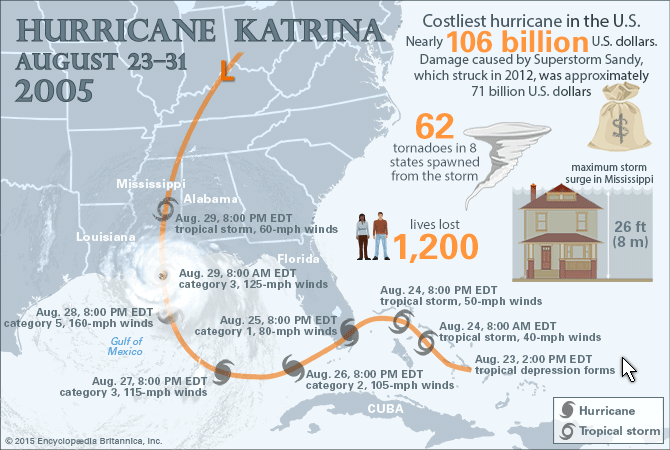 HURRICANE KATRINA
AUGUST 23–31
2005
Costliest hurricane in the U.S.
Nearly 106 billion U.S. dollars.
Damage caused by Superstorm Sandy,
which struck in 2012, was approximately
71 billion U.S. dollars
$
62
tornadoes in 8
states spawned
from the storm
maximum storm
surge in Mississippi
26 ft
(8 m)
lives lost
1,200
L
Mississippi
Alabama
Louisiana
Florida
Gulf of
Mexico
CUBA
Aug. 29, 8:00 PM EDT
tropical storm, 60-mph winds
Aug. 29, 8:00 AM EDT
category 3, 125-mph winds
Aug. 28, 8:00 PM EDT
category 5, 160-mph winds
Aug. 27, 8:00 PM EDT
category 3, 115-mph winds
Aug. 26, 8:00 PM EDT
category 2, 105-mph winds
Aug. 25, 8:00 PM EDT
category 1, 80-mph winds
Aug. 24, 8:00 PM EDT
tropical storm, 50-mph winds
Aug. 24, 8:00 AM EDT
tropical storm, 40-mph winds
Aug. 23, 2:00 PM EDT
tropical depression forms
Hurricane
Tropical storm
© 2015 Encyclopædia Britannica, Inc.